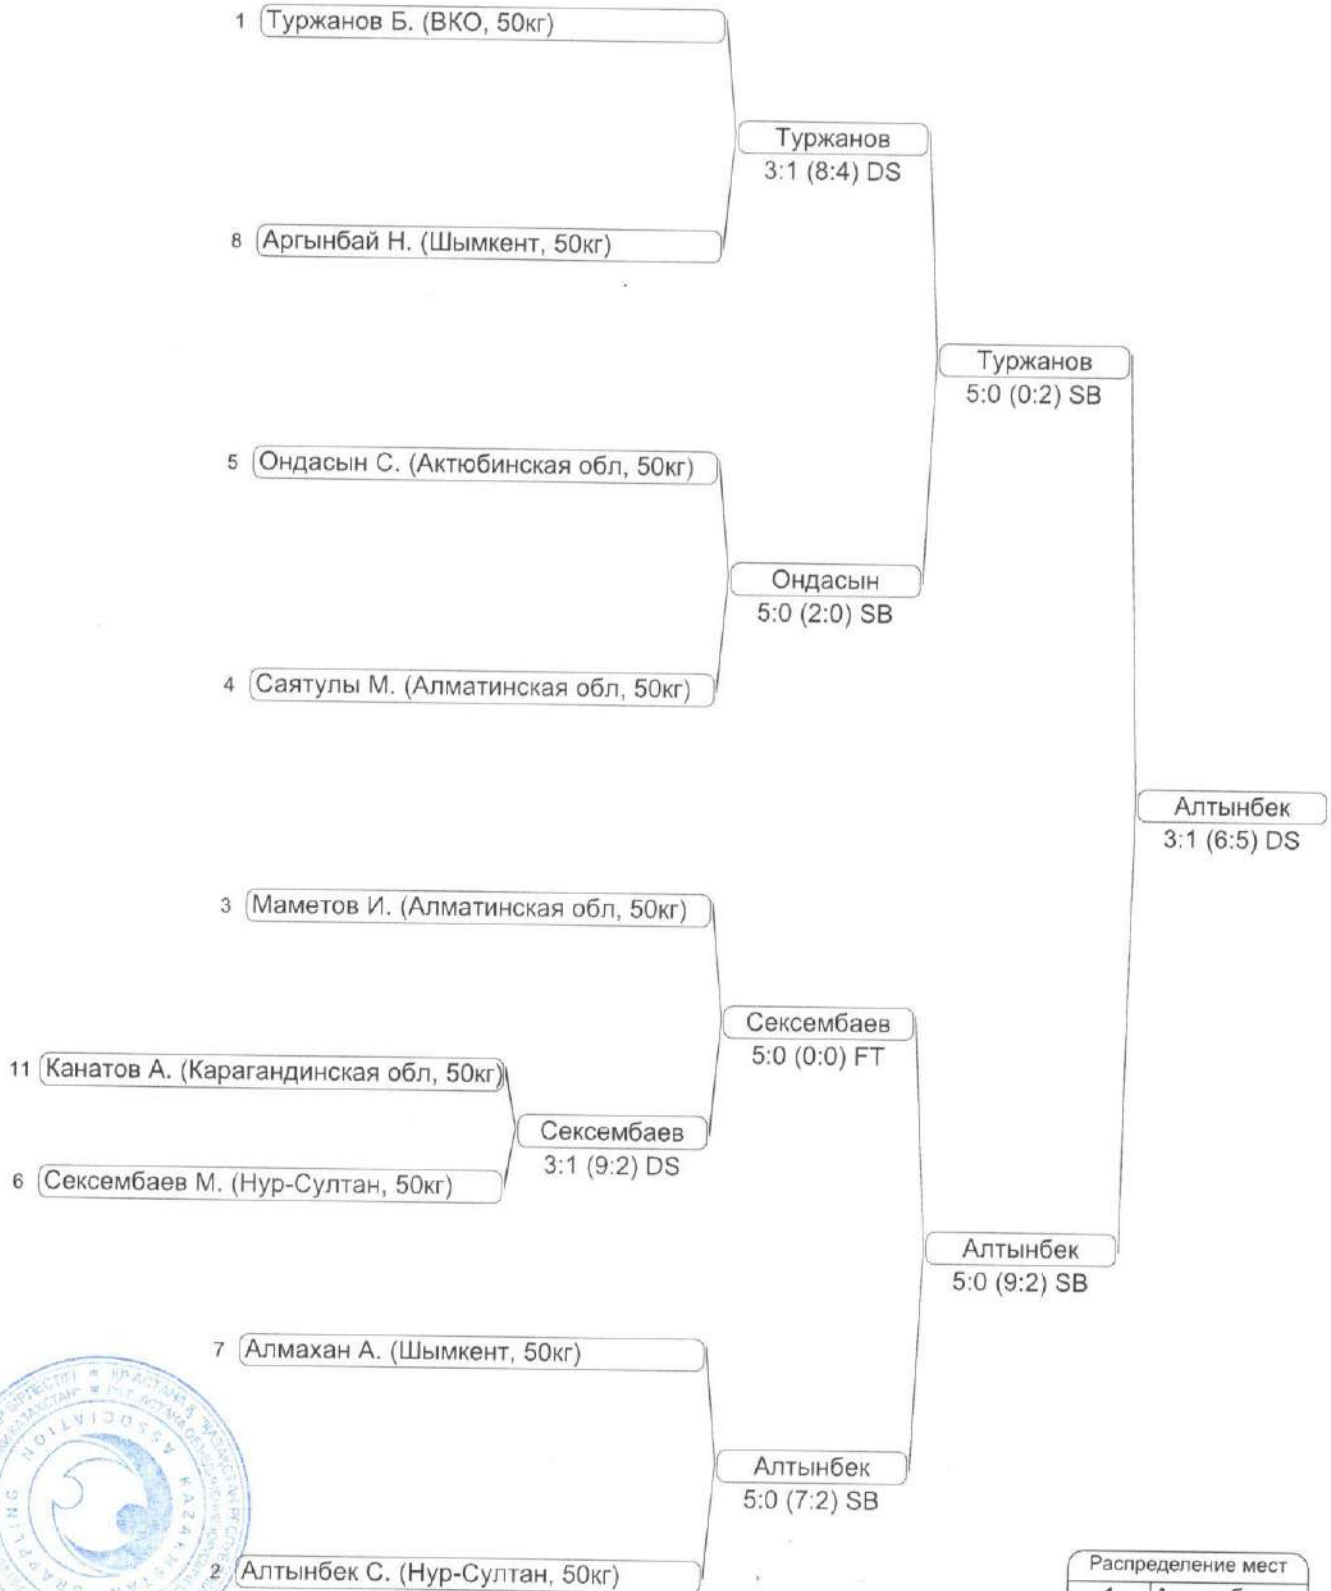 1 Туржанов Б. (ВКО, 50кг)
Туржанов
3:1 (8:4) DS
8 Аргынбай Н. (Шымкент, 50кг)
Туржанов
5:0 (0:2) SB
5 Ондасын С. (Актюбинская обл, 50кг)
Ондасын
5:0 (2:0) SB
4 Саятулы М. (Алматинская обл, 50кг)
Алтынбек
3:1 (6:5) DS
3 Маметов И. (Алматинская обл, 50кг)
Сексембаев
5:0 (0:0) FT
11 Канатов А. (Карагандинская обл, 50кг)
Сексембаев
3:1 (9:2) DS
6 Сексембаев М. (Нур-Султан, 50кг)
Алтынбек
5:0 (9:2) SB
7 Алмахан А. (Шымкент, 50кг)
Алтынбек
5:0 (7:2) SB
2 Алтынбек С. (Нур-Султан, 50кг)
Распределение мест
ASSOCIATION